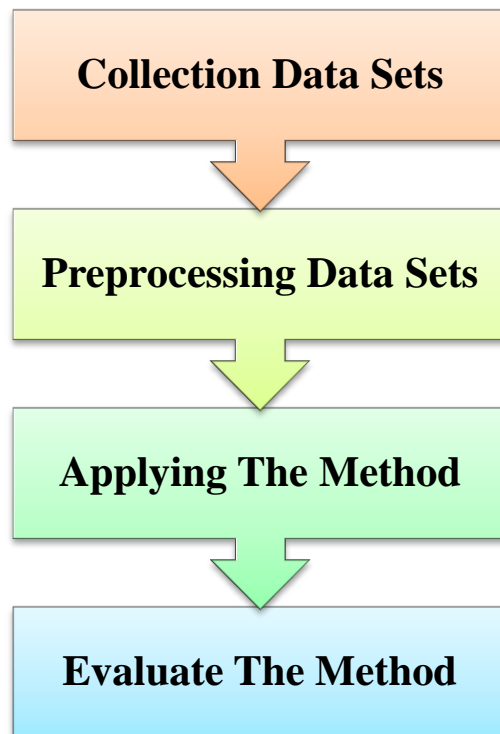 Collection Data Sets
Preprocessing Data Sets
Applying The Method
Evaluate The Method